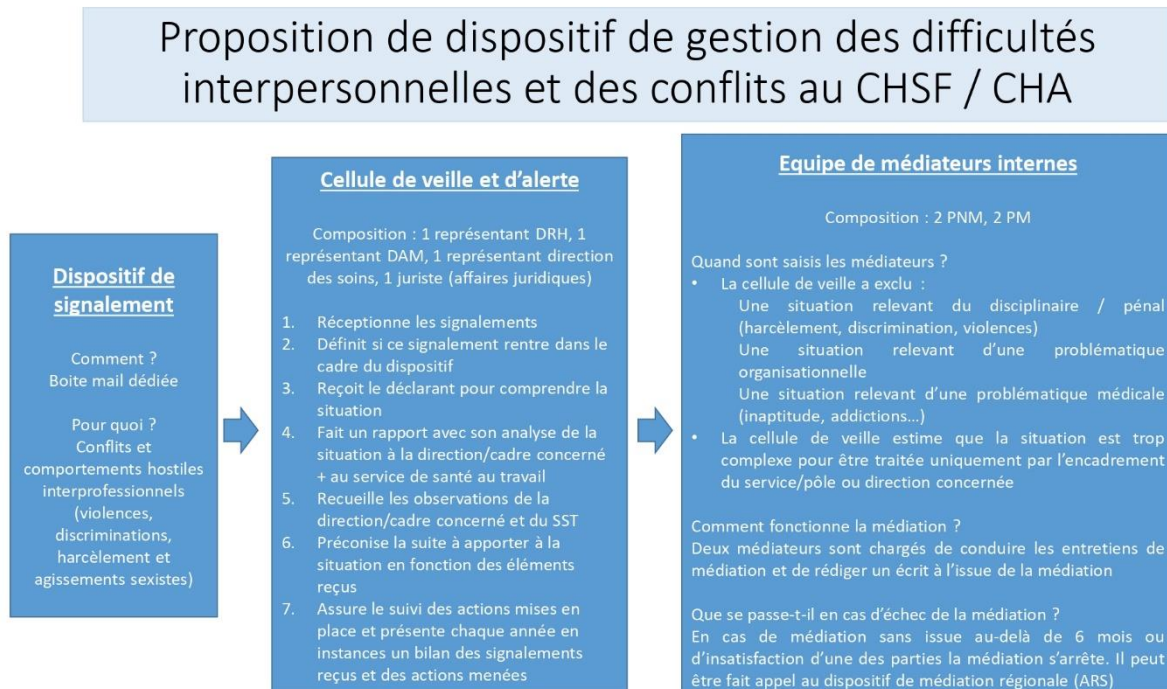 Proposition de dispositif de gestion des difficultés
interpersonnelles et des conflits au CHSF / CHA
Dispositif de
signalement
Comment ?
Boite mail dédiée
Pour quoi ?
Conflits et
comportements hostiles
interprofessionnels
(violences,
discriminations,
harcèlement et
agissements sexistes)
Cellule de veille et d'alerte
Composition : 1 représentant DRH, 1
représentant DAM, 1 représentant direction
des soins, 1 juriste (affaires juridiques)
1. Réceptionne les signalements
2. Définit si ce signalement rentre dans le
cadre du dispositif
3. Reçoit le déclarant pour comprendre la
situation
4. Fait un rapport avec son analyse de la
situation à la direction/cadre concerné
+ au service de santé au travail
5. Recueille les observations de la
direction/cadre concerné et du SST
6. Préconise la suite à apporter à la
situation en fonction des éléments
reçus
7. Assure le suivi des actions mises en
place et présente chaque année en
instances un bilan des signalements
reçus et des actions menées
Equipe de médiateurs internes
Composition : 2 PNM, 2 PM
Quand sont saisis les médiateurs ?
• La cellule de veille a exclu :
Une situation relevant du disciplinaire / pénal
(harcèlement, discrimination, violences)
Une situation relevant d'une problématique
organisationnelle
Une situation relevant d'une problématique médicale
(inaptitude, addictions…)
• La cellule de veille estime que la situation est trop
complexe pour être traitée uniquement par l'encadrement
du service/pôle ou direction concernée
Comment fonctionne la médiation ?
Deux médiateurs sont chargés de conduire les entretiens de
médiation et de rédiger un écrit à l'issue de la médiation
Que se passe-t-il en cas d'échec de la médiation ?
En cas de médiation sans issue au-delà de 6 mois ou
d'insatisfaction d'une des parties la médiation s'arrête. Il peut
être fait appel au dispositif de médiation régionale (ARS)